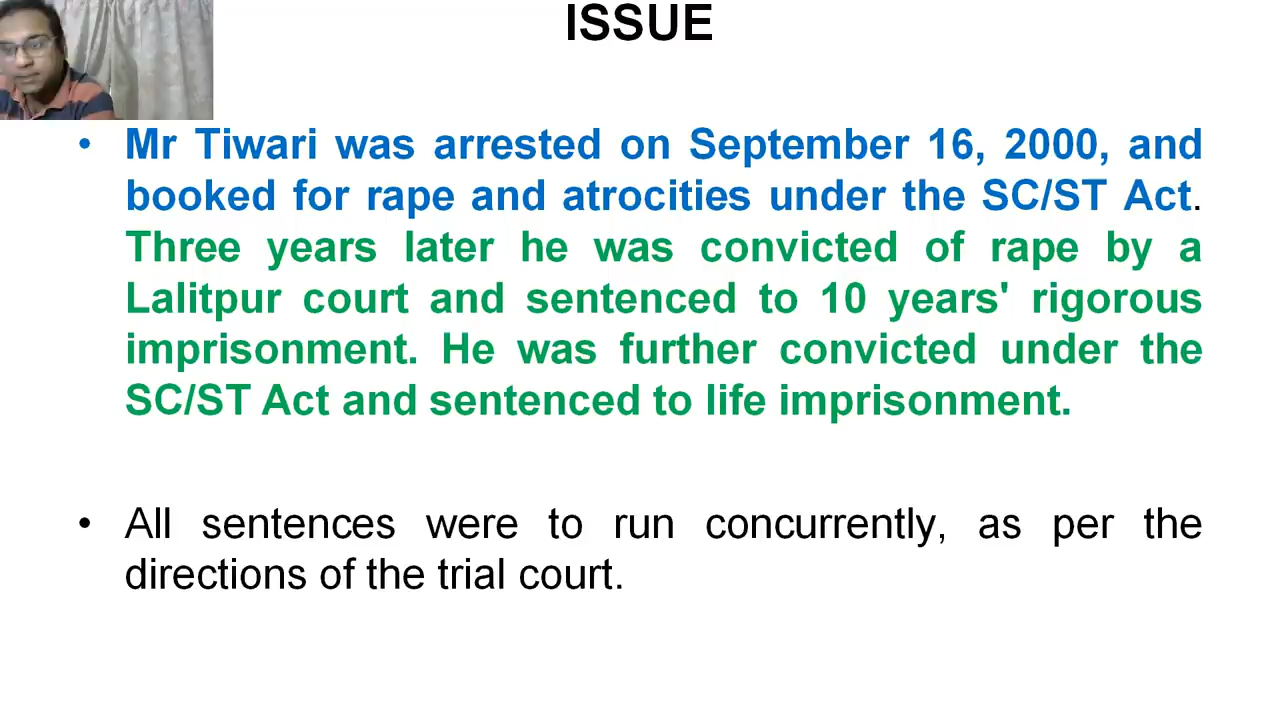 ISSUE
• Mr Tiwari was arrested on September 16, 2000, and
booked for rape and atrocities under the SC/ST Act.
Three years later he was convicted of rape by a
Lalitpur court and sentenced to 10 years' rigorous
imprisonment. He was further convicted under the
SC/ST Act and sentenced to life imprisonment.
• All sentences were to run concurrently, as per the
directions of the trial court.